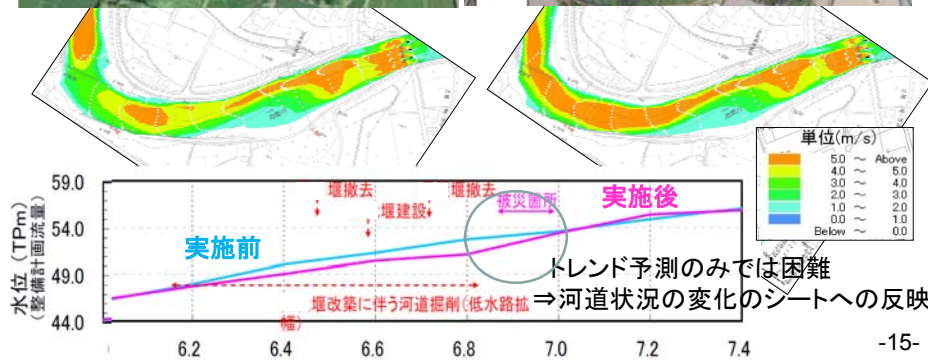 単位(m/s)
5.0 ～ Above
4.0 ～ 5.0
3.0 ～ 4.0
2.0 ～ 3.0
1.0 ～ 2.0
0.0 ～ 1.0
Below ～ 0.0
水位（TPm）
（整備計画流量）
59.0
54.0
49.0
44.0
堰撤去
堰建設
堰撤去
被災箇所
実施後
実施前
トレンド予測のみでは困難
⇒河道状況の変化のシートへの反映
堰改築に伴う河道掘削(低水路拡
幅)
6.2 6.4 6.6 6.8 7.0 7.2 7.4
-15-